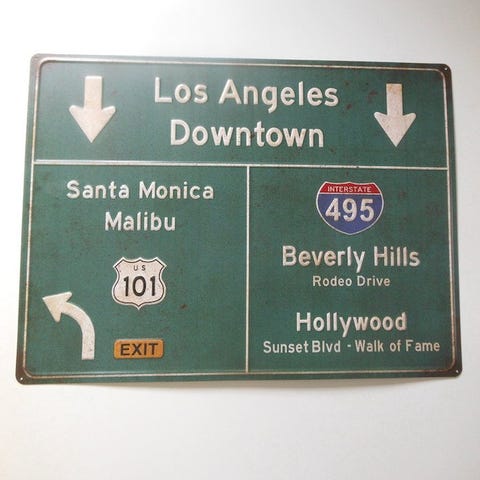 Los Angeles
Downtown
Santa Monica
Malibu
US
101
EXIT
INTERSTATE
495
Beverly Hills
Rodeo Drive
Hollywood
Sunset Blvd - Walk of Fame